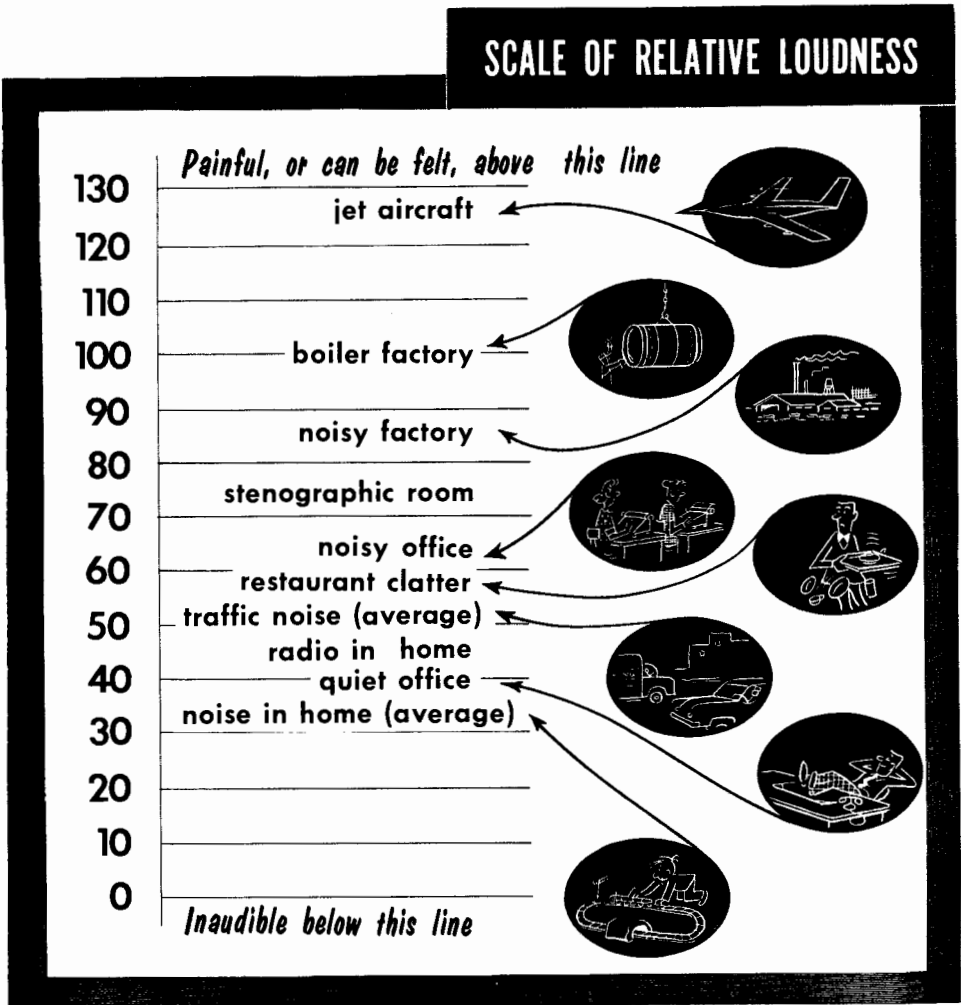 SCALE OF RELATIVE LOUDNESS
Painful, or can be felt, above this line
130
jet aircraft
120
110
100 boiler factory
90
noisy factory
80
stenographic room
70
noisy office
60
restaurant clatter
traffic noise (average)
50
radio in home
40 quiet office
noise in home (average)
30
20
10
0
Inaudible below this line